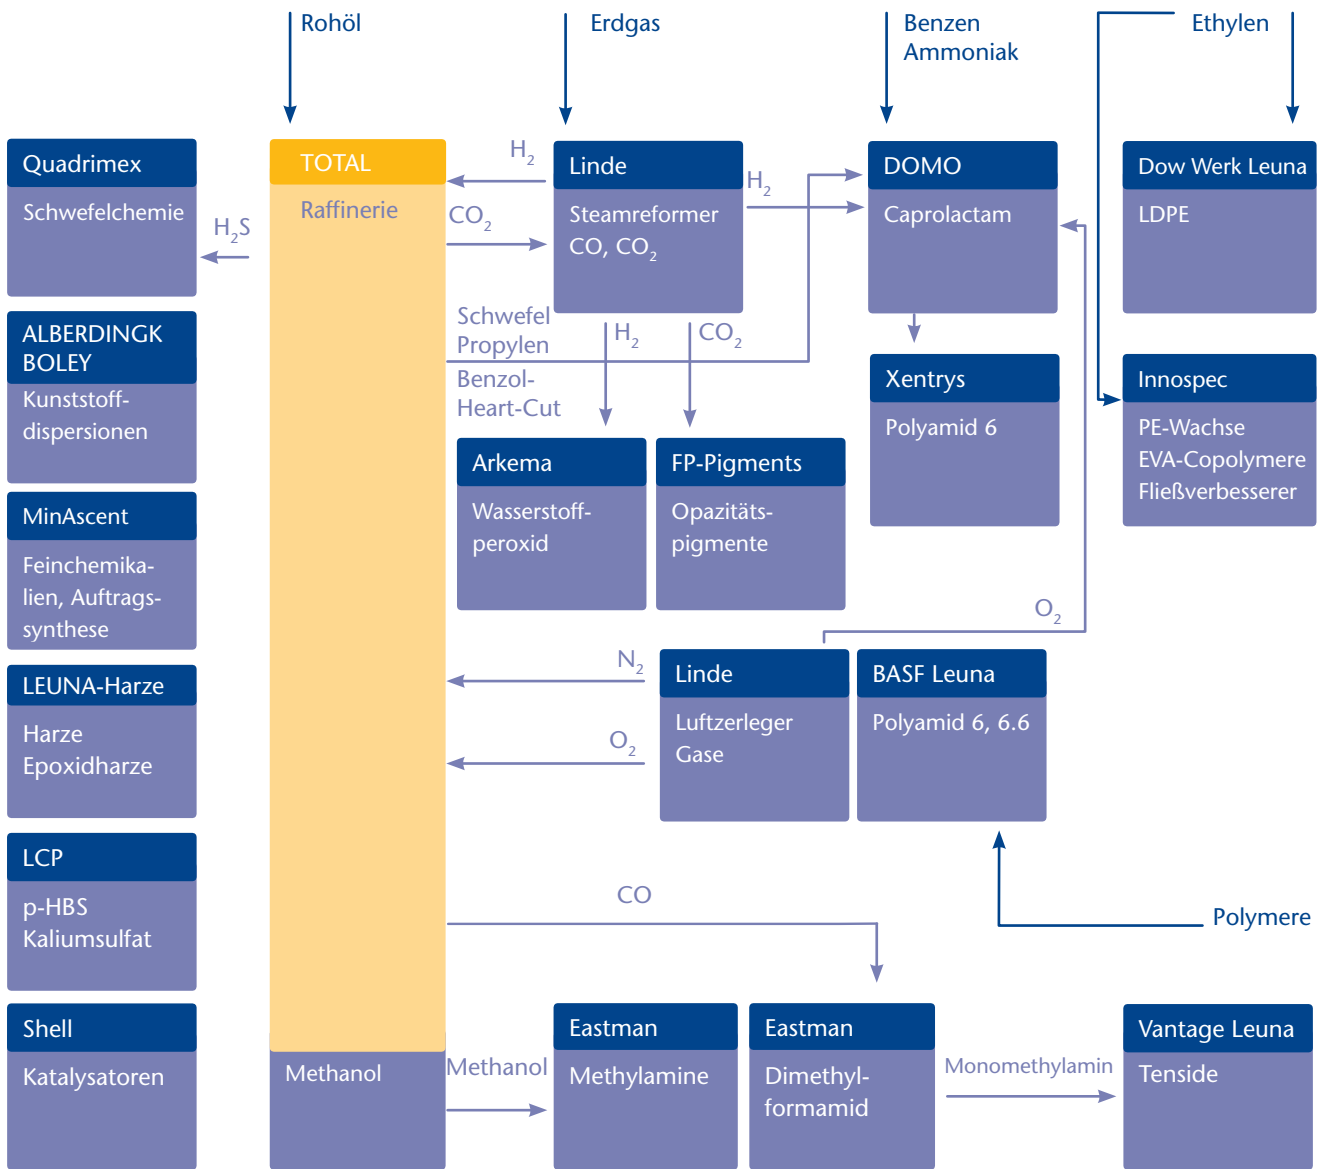 Rohöl
Erdgas
Benzen
Ammoniak
Ethylen
Quadrimex
Schwefelchemie
H₂S
TOTAL
Raffinerie
H₂
CO₂
Linde
Steamreformer
CO, CO₂
H₂
DOMO
Caprolactam
Dow Werk Leuna
LDPE
ALBERDINGK
BOLEY
Kunststoff-
dispersionen
Schwefel
Propylen
Benzol-
Heart-Cut
H₂
CO₂
Xentrys
Polyamid 6
Innospec
PE-Wachse
EVA-Copolymere
Fließverbesserer
Arkema
Wasserstoff-
peroxid
FP-Pigments
Opazitäts-
pigmente
MinAscent
Feinchemika-
lien, Auftrags-
synthese
O₂
N₂
O₂
Linde
Luftzerleger
Gase
BASF Leuna
Polyamid 6, 6.6
LEUNA-Harze
Harze
Epoxidharze
LCP
p-HBS
Kaliumsulfat
CO
Polymere
Shell
Katalysatoren
Methanol
Methanol
Eastman
Methylamine
Eastman
Dimethyl-
formamid
Monomethylamin
Vantage Leuna
Tenside